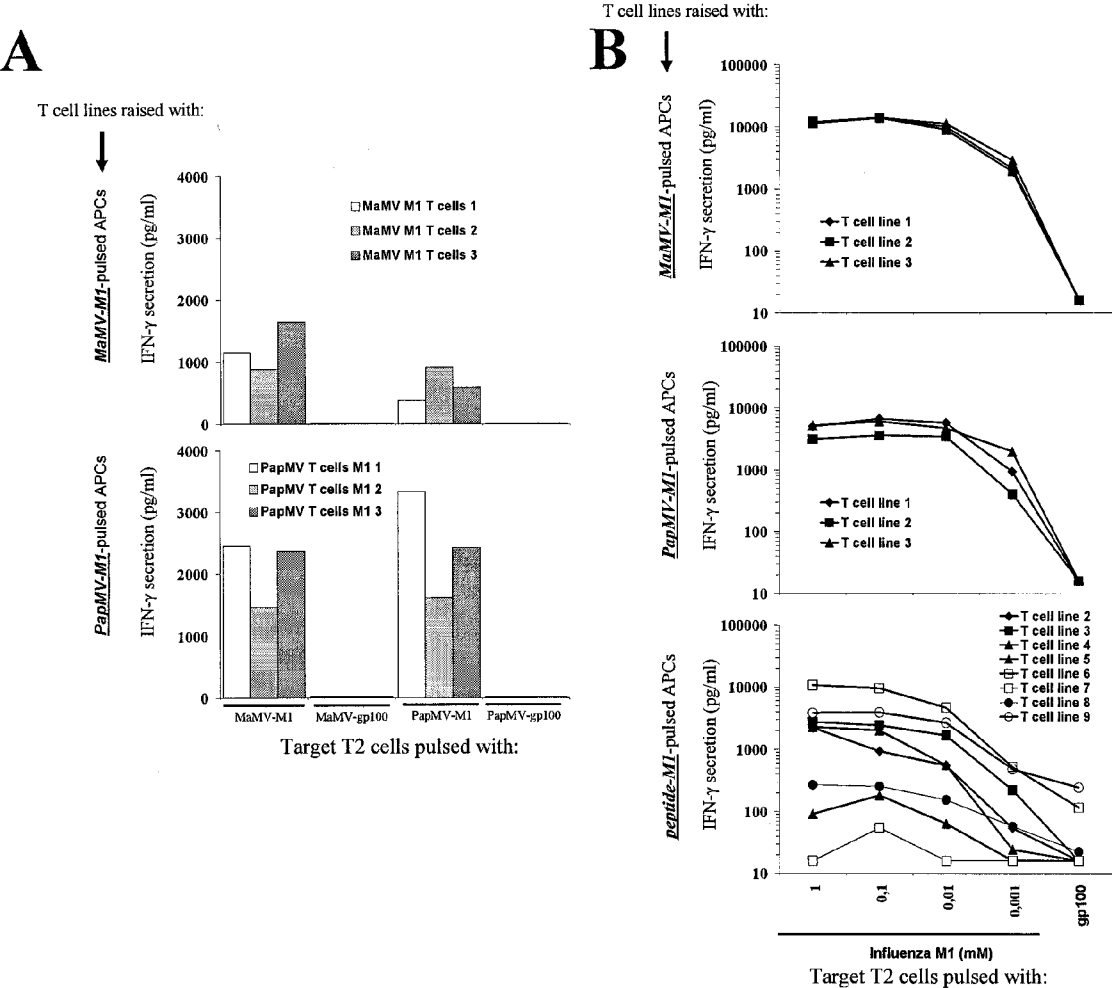 A
T cell lines raised with:
MaMV-M1-pulsed APCs
IFN-γ secretion (pg/ml)
4000
3000
2000
1000
0
MaMV M1 T cells 1
MaMV M1 T cells 2
MaMV M1 T cells 3
PapMV-M1-pulsed APCs
IFN-γ secretion (pg/ml)
4000
3000
2000
1000
0
PapMV T cells M1 1
PapMV T cells M1 2
PapMV T cells M1 3
MaMV-M1
MaMV-gp100
PapMV-M1
PapMV-gp100
Target T2 cells pulsed with:
B
T cell lines raised with:
MaMV-M1-pulsed APCs
IFN-γ secretion (pg/ml)
100000
10000
1000
100
10
T cell line 1
T cell line 2
T cell line 3
PapMV-M1-pulsed APCs
IFN-γ secretion (pg/ml)
100000
10000
1000
100
10
T cell line 1
T cell line 2
T cell line 3
peptide-M1-pulsed APCs
IFN-γ secretion (pg/ml)
100000
10000
1000
100
10
T cell line 2
T cell line 3
T cell line 4
T cell line 5
T cell line 6
T cell line 7
T cell line 8
T cell line 9
1
0,1
0,01
0,001
gp100
Influenza M1 (mM)
Target T2 cells pulsed with: